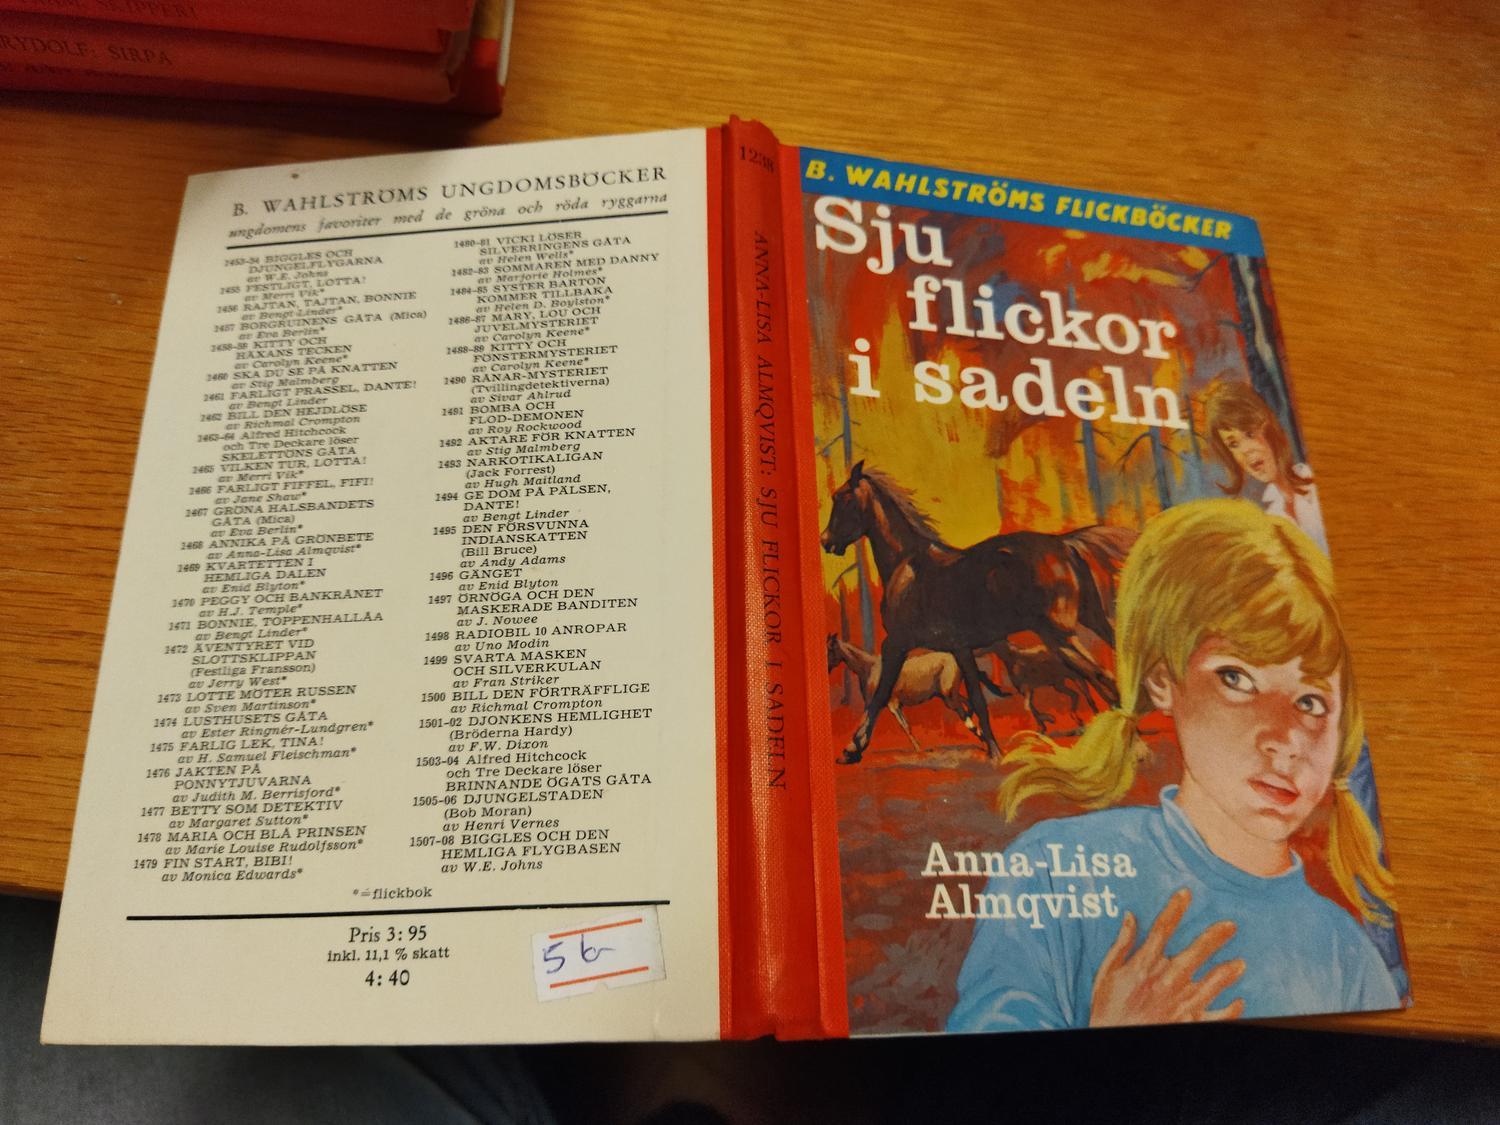 RYDOLF: SIRPA
B. WAHLSTRÖMS UNGDOMSBÖCKER
ungdomens favoriter med de gröna och röda ryggarna
1453-54 BIGGLES OCH
DJUNGELFLYGARNA
av W.E. Johns
1455 FESTLIGT, LOTTA!
av Merri Vik*
1456 RAJTAN, TAJTAN, BONNIE
av Bengt Linder*
1457 BORGRUINENS GÅTA (Mica)
av Eva Berlin*
1458-59 KITTY OCH
HÄXANS TECKEN
av Carolyn Keene*
1460 SKA DU SE PÅ KNATTEN
av Stig Malmberg
1461 FARLIGT PRASSEL, DANTE!
av Bengt Linder
1462 BILL DEN HEJDLÖSE
av Richmal Crompton
1463-64 Alfred Hitchcock
och Tre Deckare löser
SKELETTÖNS GÅTA
1465 VILKEN TUR, LOTTA!
av Merri Vik*
1466 FARLIGT FIFFEL, FIFI!
av Jane Shaw*
1467 GRÖNA HALSBANDETS
GÅTA (Mica)
av Eva Berlin*
1468 ANNIKA PÅ GRÖNBETE
av Anna-Lisa Almqvist*
1469 KVARTETTEN I
HEMLIGA DALEN
av Enid Blyton*
1470 PEGGY OCH BANKRÅNET
av H.J. Temple*
1471 BONNIE, TOPPENHALLÅA
av Bengt Linder*
1472 ÄVENTYRET VID
SLOTTSKLIPPAN
(Festliga Fransson)
av Jerry West*
1473 LOTTE MÖTER RUSSEN
av Sven Martinson*
1474 LUSTHUSETS GÅTA
av Ester Ringnér-Lundgren*
1475 FARLIG LEK, TINA!
av H. Samuel Fleischman*
1476 JAKTEN PÅ
PONNYTJUVARNA
av Judith M. Berrisford*
1477 BETTY SOM DETEKTIV
av Margaret Sutton*
1478 MARIA OCH BLÅ PRINSEN
av Marie Louise Rudolfsson*
1479 FIN START, BIBI!
av Monica Edwards*
1480-81 VICKI LÖSER
SILVERRINGENS GÅTA
av Helen Wells*
1482-83 SOMMAREN MED DANNY
av Marjorie Holmes*
1484-85 SYSTER BARTON
KOMMER TILLBAKA
av Helen D. Boylston*
1486-87 MARY, LOU OCH
JUVELMYSTERIET
av Carolyn Keene*
1488-89 KITTY OCH
FÖNSTERMYSTERIET
av Carolyn Keene*
1490 RÅNAR-MYSTERIET
(Tvillingdetektiverna)
av Sivar Ahlrud
1491 BOMBA OCH
FLOD-DEMONEN
av Roy Rockwood
1492 AKTARE FÖR KNATTEN
av Stig Malmberg
1493 NARKOTIKALIGAN
(Jack Forrest)
av Hugh Maitland
1494 GE DOM PÅ PÄLSEN,
DANTE!
av Bengt Linder
1495 DEN FÖRSVUNNA
INDIANSKATTEN
(Bill Bruce)
av Andy Adams
1496 GÄNGET
av Enid Blyton
1497 ÖRNÖGA OCH DEN
MASKERADE BANDITEN
av J. Nowee
1498 RADIOBIL 10 ANROPAR
av Uno Modin
1499 SVARTA MASKEN
OCH SILVERKULAN
av Fran Striker
1500 BILL DEN FÖRTRÄFFLIGE
av Richmal Crompton
1501-02 DJONKENS HEMLIGHET
(Bröderna Hardy)
av F.W. Dixon
1503-04 Alfred Hitchcock
och Tre Deckare löser
BRINNANDE ÖGATS GÅTA
1505-06 DJUNGELSTADEN
(Bob Moran)
av Henri Vernes
1507-08 BIGGLES OCH DEN
HEMLIGA FLYGBASEN
av W.E. Johns
*=flickbok
Pris 3:95
inkl. 11,1 % skatt
4:40
5 kr
1238
ANNA-LISA ALMQVIST: SJU FLICKOR I SADELN
B. WAHLSTRÖMS FLICKBÖCKER
Sju
flickor
i sadeln
Anna-Lisa
Almqvist